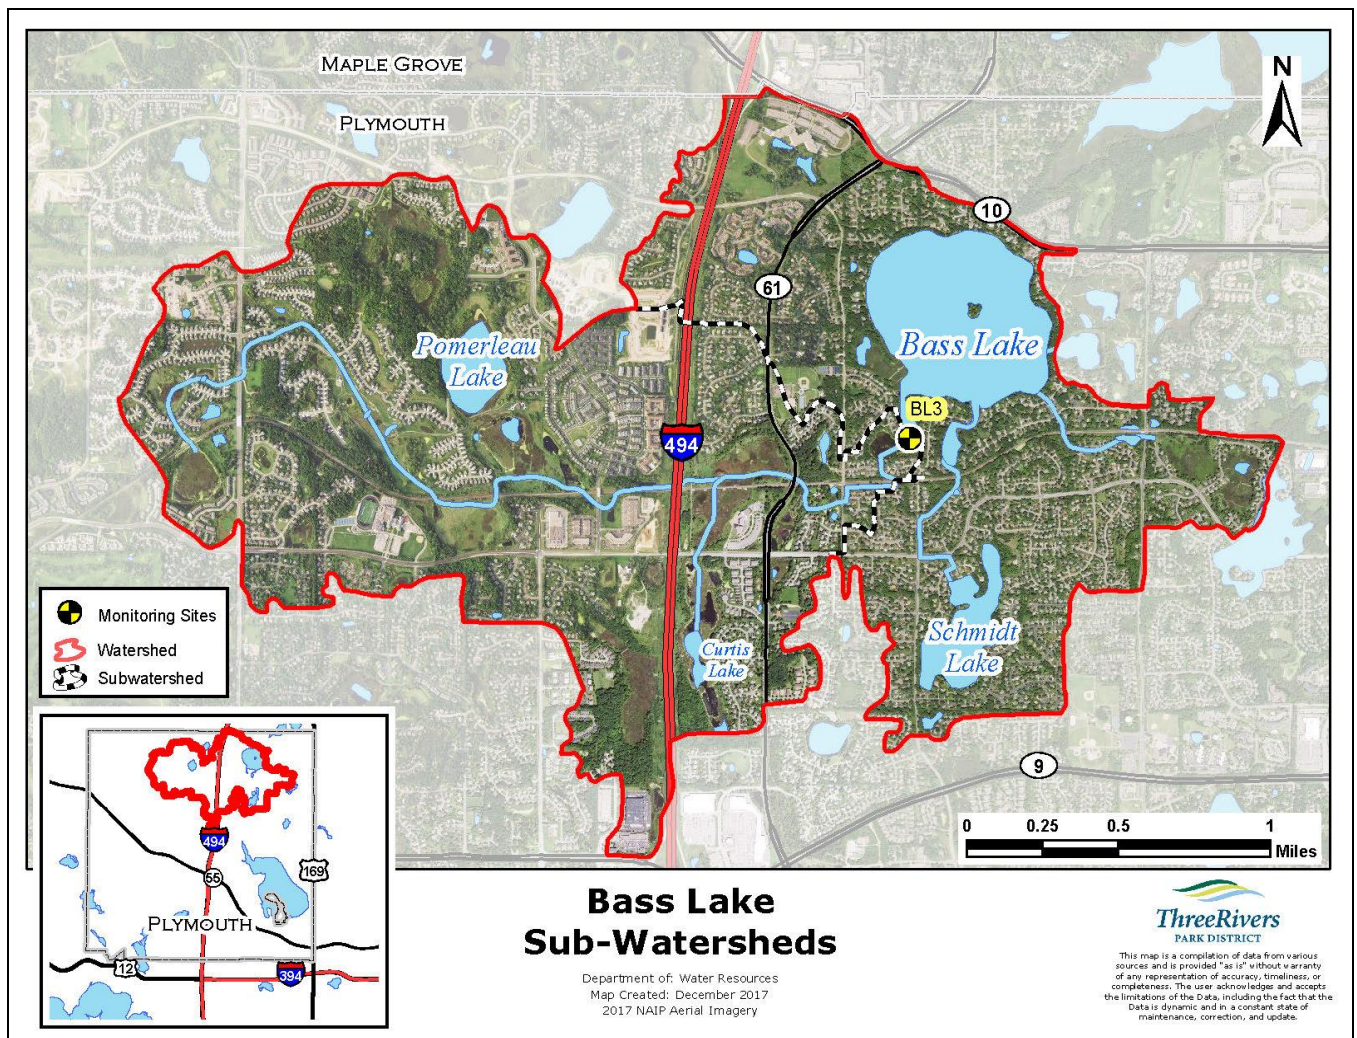 MAPLE GROVE
PLYMOUTH
N
10
61
Pomerleau
Lake
Bass Lake
BL3
494
Monitoring Sites
Watershed
Subwatershed
Curtis
Lake
Schmidt
Lake
9
0 0.25 0.5 1
Miles
494
55
169
PLYMOUTH
12
394
Bass Lake
Sub-Watersheds
Department of: Water Resources
Map Created: December 2017
2017 NAIP Aerial Imagery
ThreeRivers
PARK DISTRICT
This map is a compilation of data from various
sources and is provided "as is" without warranty
of any representation of accuracy, timeliness, or
completeness. The user acknowledges and accepts
the limitations of the Data, including the fact that the
Data is dynamic and in a constant state of
maintenance, correction, and update.